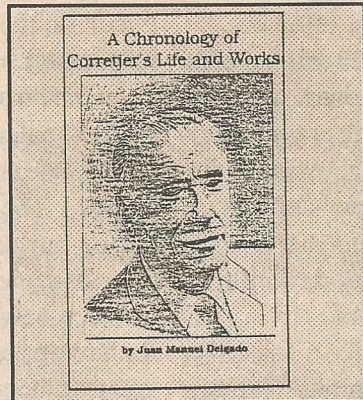 A Chronology of
Corretjer's Life and Works
by Juan Manuel Delgado